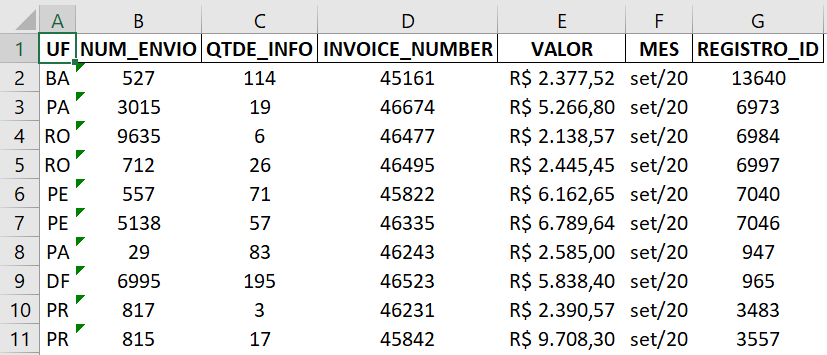 A B C D E F G
1 UF NUM_ENVIO QTDE_INFO INVOICE_NUMBER VALOR MES REGISTRO_ID
2 BA 527 114 45161 R$ 2.377,52 set/20 13640
3 PA 3015 19 46674 R$ 5.266,80 set/20 6973
4 RO 9635 6 46477 R$ 2.138,57 set/20 6984
5 RO 712 26 46495 R$ 2.445,45 set/20 6997
6 PE 557 71 45822 R$ 6.162,65 set/20 7040
7 PE 5138 57 46335 R$ 6.789,64 set/20 7046
8 PA 29 83 46243 R$ 2.585,00 set/20 947
9 DF 6995 195 46523 R$ 5.838,40 set/20 965
10 PR 817 3 46231 R$ 2.390,57 set/20 3483
11 PR 815 17 45842 R$ 9.708,30 set/20 3557